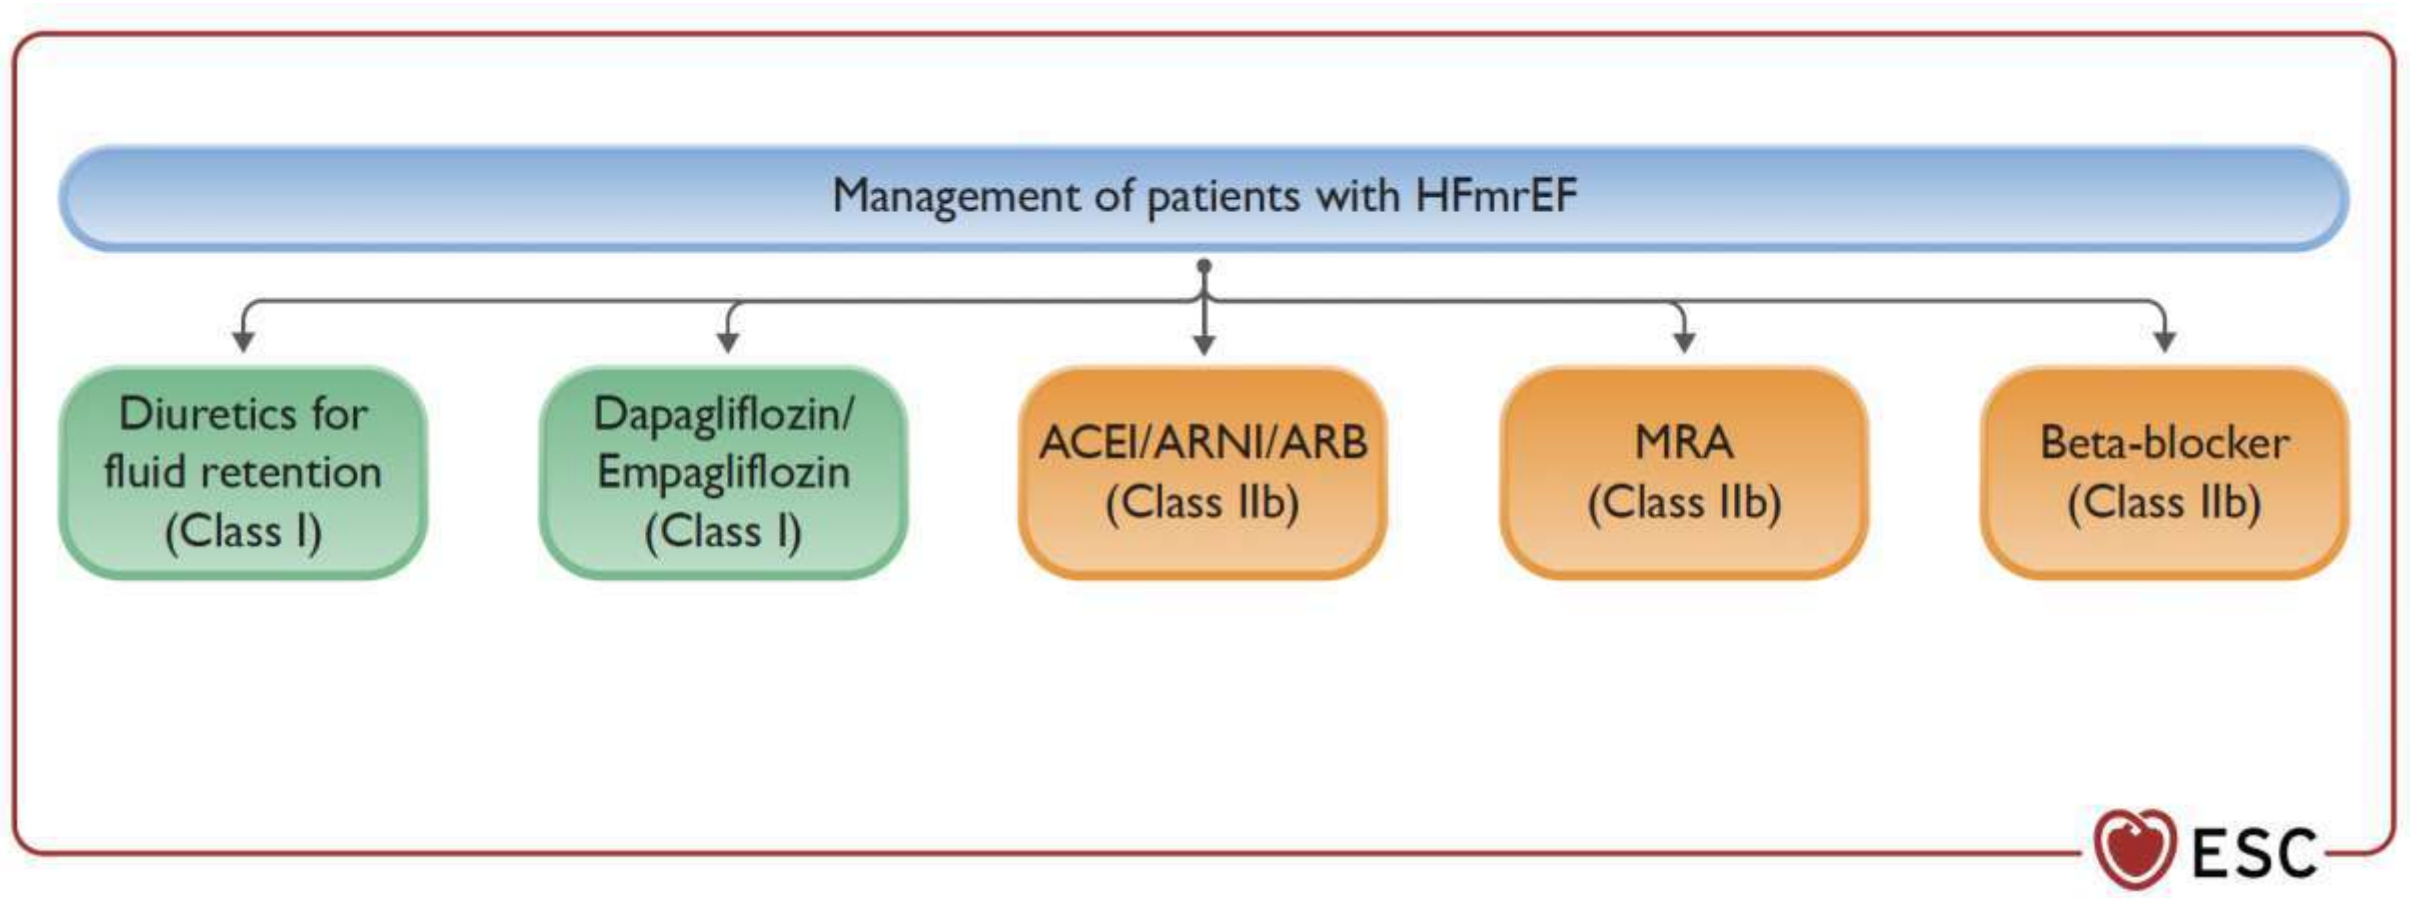 Management of patients with HFmrEF
Diuretics for
fluid retention
(Class I)
Dapagliflozin/
Empagliflozin
(Class I)
ACEI/ARNI/ARB
(Class IIb)
MRA
(Class IIb)
Beta-blocker
(Class IIb)
ESC